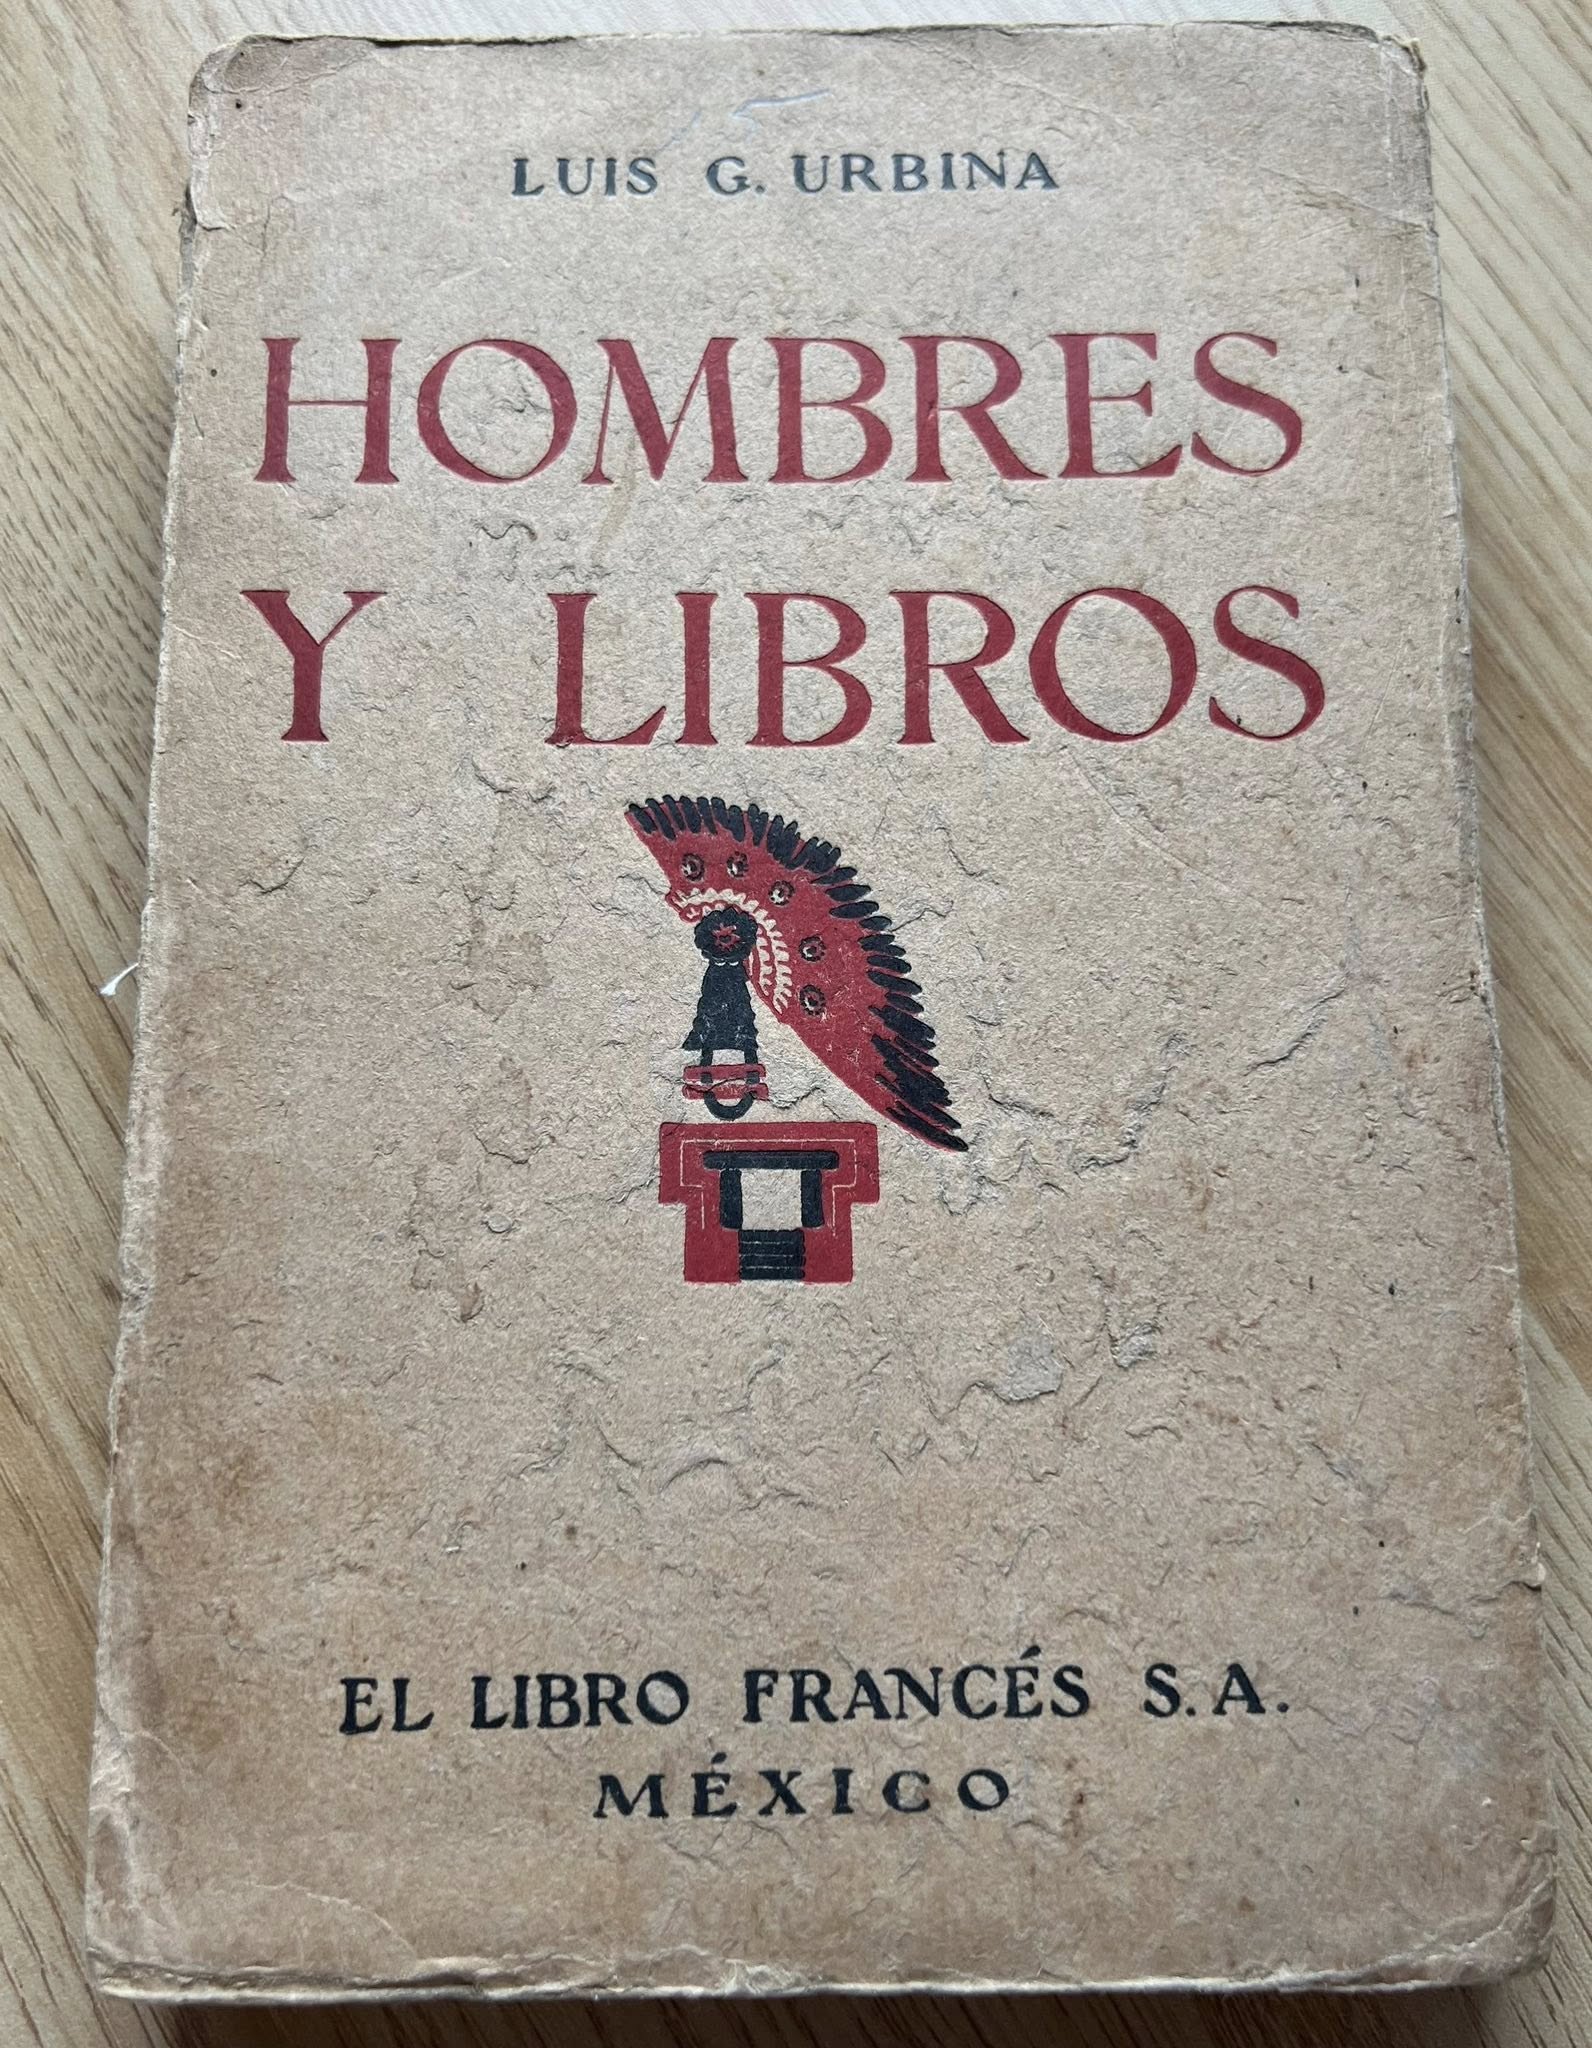 LUIS G. URBINA
HOMBRES
Y LIBROS
EL LIBRO FRANCÉS S.A.
MÉXICO